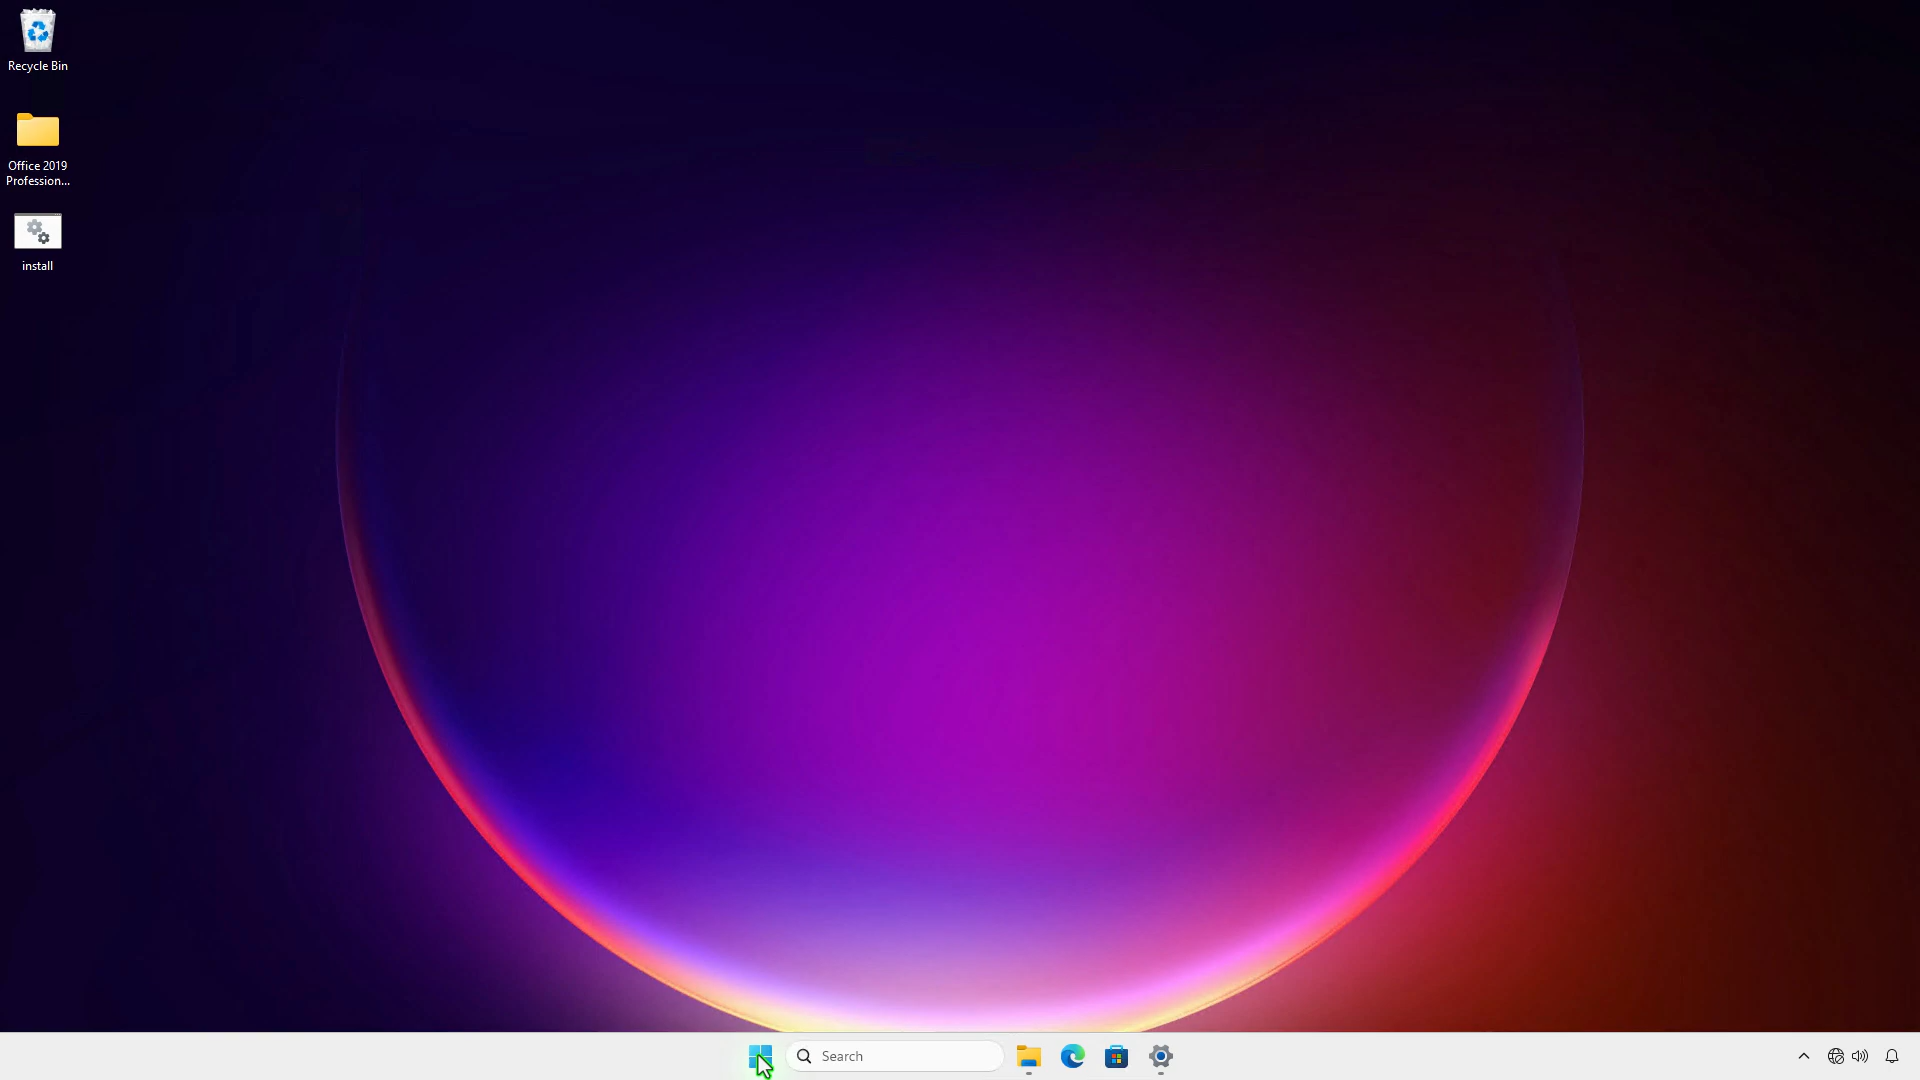 Recycle Bin
Office 2019
Profession...
install
Search